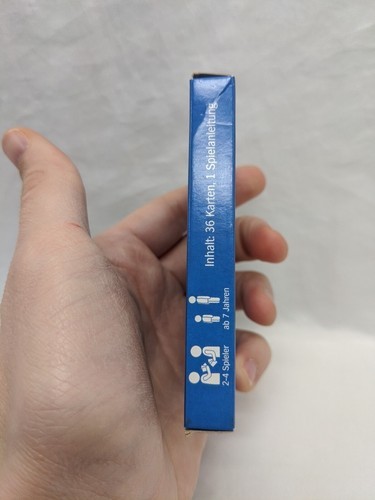 Inhalt: 36 Karten, 1 Spielanleitung
2-4 Spieler
ab 7 Jahren